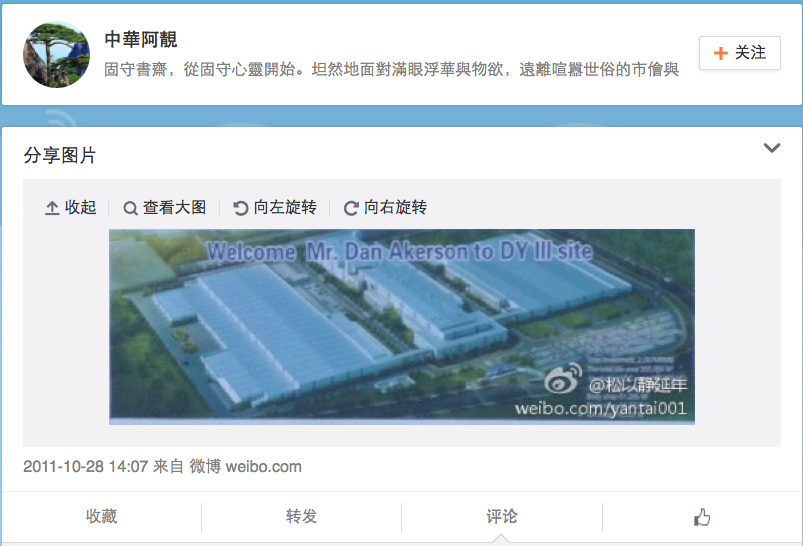 中華阿靚
固守書齋，從固守心靈開始。坦然地面對滿眼浮華與物欲，遠離喧囂世俗的市儈與
+ 关注
分享图片
收起 查看大图 向左旋转 向右旋转
Welcome Mr. Dan Akerson to DY III site
@松以静延年
weibo.com/yantai001
2011-10-28 14:07 来自 微博 weibo.com
收藏 转发 评论